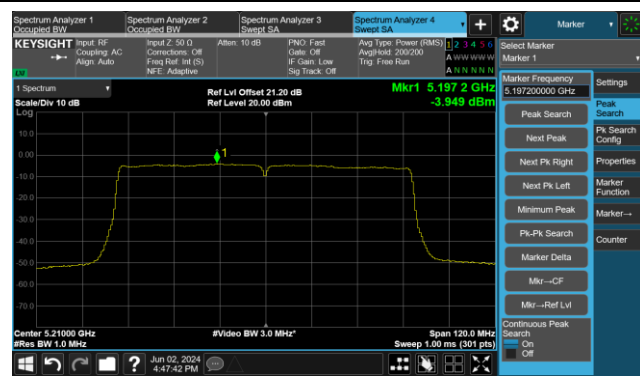 Spectrum Analyzer 1
Occupied BW
Spectrum Analyzer 2
Occupied BW
Spectrum Analyzer 3
Swept SA
Spectrum Analyzer 4
Swept SA
Marker
KEYSIGHT
Input: RF
Coupling: AC
Align: Auto
Input Z: 50 Ω
Corrections: Off
Freq Ref: Int (S)
NFE: Adaptive
Atten: 10 dB
PNO: Fast
Gate: Off
IF Gain: Low
Sig Track: Off
Avg Type: Power (RMS)
Avg|Hold: 200/200
Trig: Free Run
1 2 3 4 5 6
A W W W W W
A N N N N N
LXI
Select Marker
Marker 1
1 Spectrum
Scale/Div 10 dB
Log
Ref Lvl Offset 21.20 dB
Ref Level 20.00 dBm
Mkr1 5.197 2 GHz
-3.949 dBm
10.0
0.00
-10.0
-20.0
-30.0
-40.0
-50.0
-60.0
-70.0
1
Center 5.21000 GHz
#Res BW 1.0 MHz
#Video BW 3.0 MHz*
Span 120.0 MHz
Sweep 1.00 ms (301 pts)
Marker Frequency
5.197200000 GHz
Peak Search
Next Peak
Next Pk Right
Next Pk Left
Minimum Peak
Pk-Pk Search
Marker Delta
Mkr→CF
Mkr→Ref Lvl
Continuous Peak
Search
On
Off
Settings
Peak
Search
Pk Search
Config
Properties
Marker
Function
Marker→
Counter
?
Jun 02, 2024
4:47:42 PM